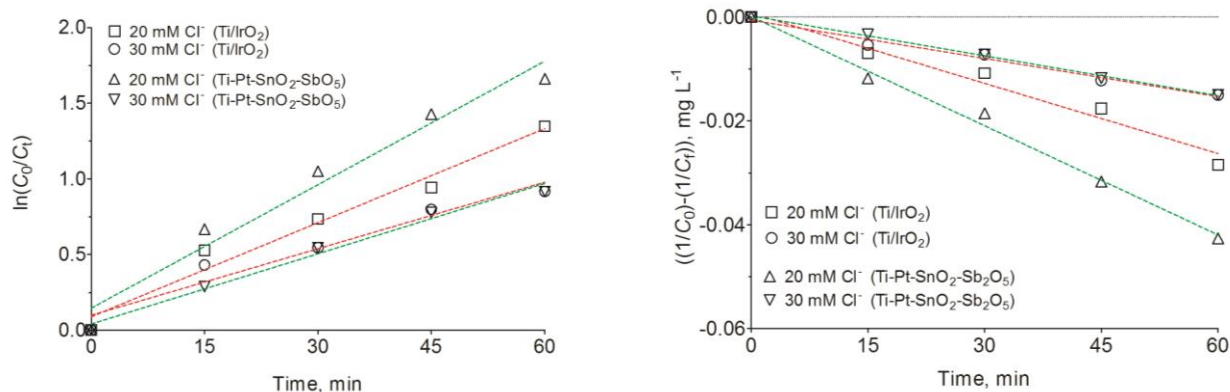 ln(C₀/Cₜ)
2.0
1.5
1.0
0.5
0.0
20 mM Cl⁻ (Ti/IrO₂)
30 mM Cl⁻ (Ti/IrO₂)
20 mM Cl⁻ (Ti-Pt-SnO₂-SbO₅)
30 mM Cl⁻ (Ti-Pt-SnO₂-SbO₅)
0 15 30 45 60
Time, min
((1/C₀)-(1/Cf)), mg L⁻¹
0.00
-0.02
-0.04
-0.06
20 mM Cl⁻ (Ti/IrO₂)
30 mM Cl⁻ (Ti/IrO₂)
20 mM Cl⁻ (Ti-Pt-SnO₂-Sb₂O₅)
30 mM Cl⁻ (Ti-Pt-SnO₂-Sb₂O₅)
0 15 30 45 60
Time, min